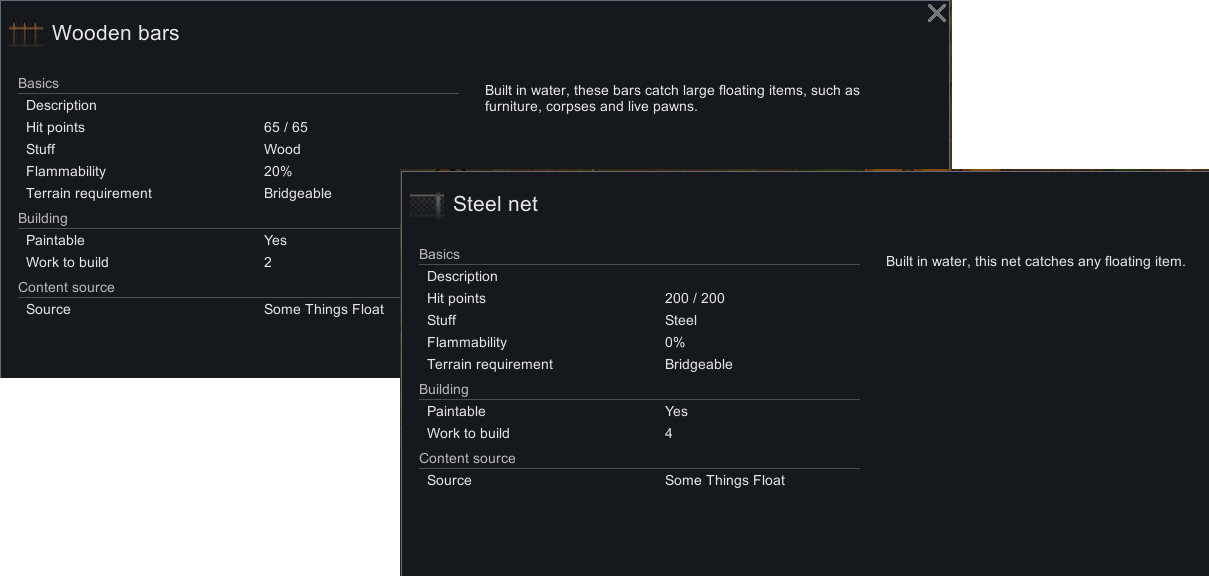 Wooden bars
Basics
Description
Built in water, these bars catch large floating items, such as
furniture, corpses and live pawns.
Hit points 65 / 65
Stuff Wood
Flammability 20%
Terrain requirement Bridgeable
Building
Paintable Yes
Work to build 2
Content source
Source Some Things Float
Steel net
Basics
Description
Built in water, this net catches any floating item.
Hit points 200 / 200
Stuff Steel
Flammability 0%
Terrain requirement Bridgeable
Building
Paintable Yes
Work to build 4
Content source
Source Some Things Float